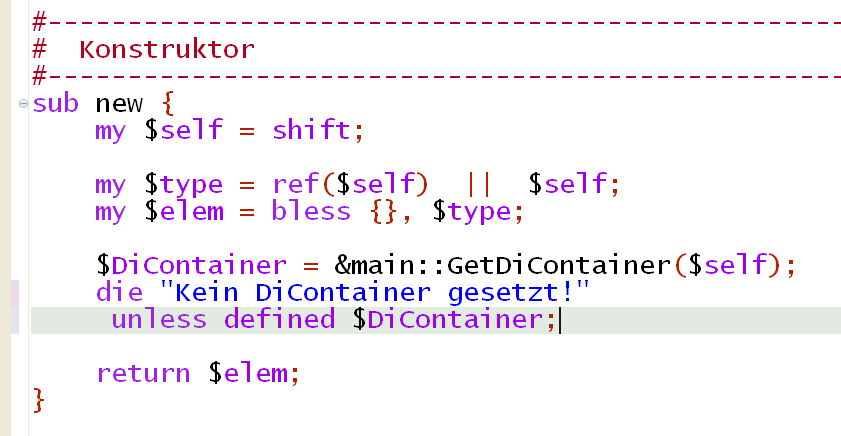 #--------------------------------------------------
#  Konstruktor
#--------------------------------------------------
sub new {
    my $self = shift;

    my $type = ref($self)  ||  $self;
    my $elem = bless {}, $type;

    $DiContainer = &main::GetDiContainer($self);
    die "Kein DiContainer gesetzt!"
     unless defined $DiContainer;

    return $elem;
}